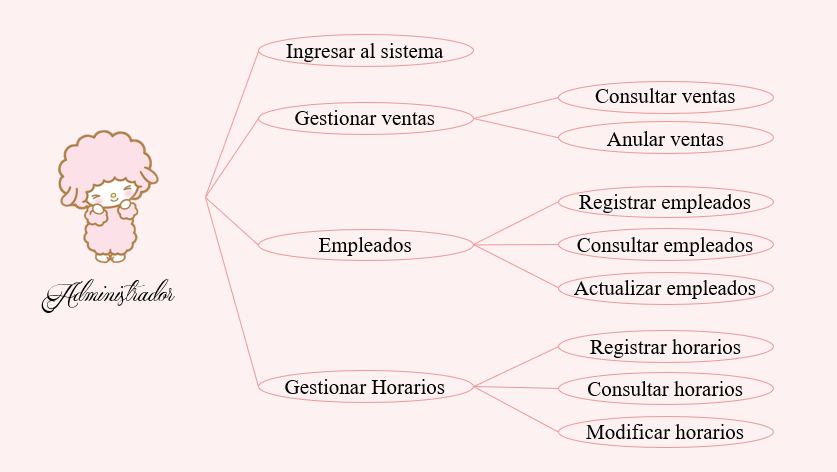 Ingresar al sistema
Gestionar ventas
Consultar ventas
Anular ventas
Empleados
Registrar empleados
Consultar empleados
Actualizar empleados
Administrador
Gestionar Horarios
Registrar horarios
Consultar horarios
Modificar horarios